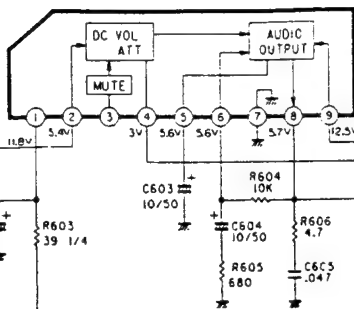 DC VOL
ATT
AUDIO
OUTPUT
MUTE
1 2 3 4 5 6 7 8 9
11.8V 5.4V 3V 5.6V 5.6V 5.7V 12.5V
C603
10/50
R604
10K
R603
39 1/4
C604
10/50
R606
4.7
R605
680
C6C5
.047